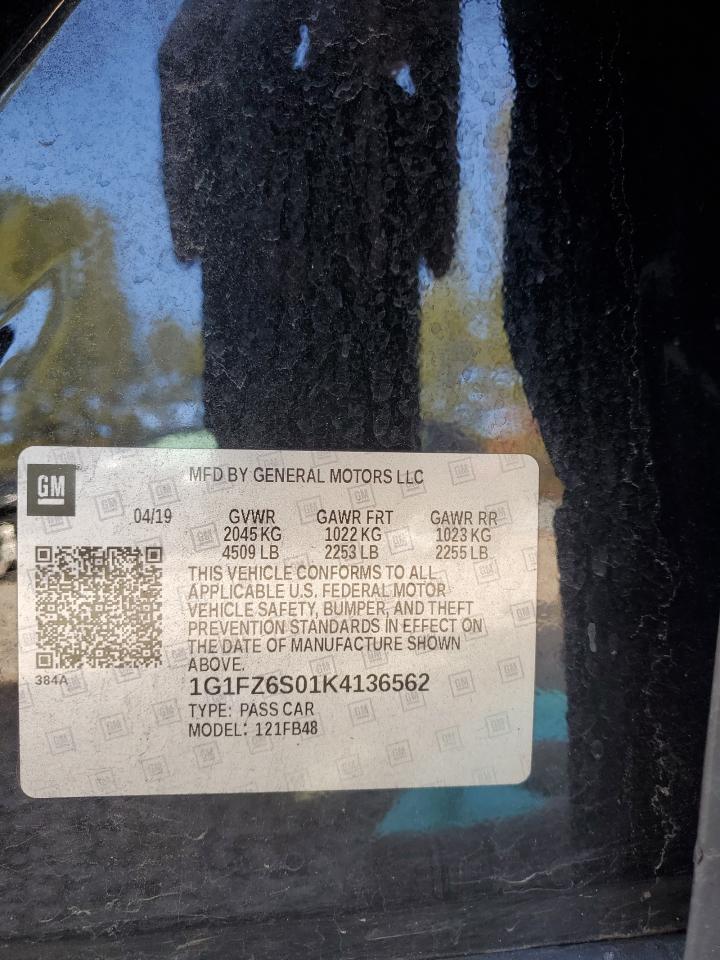 GM
MFD BY GENERAL MOTORS LLC
04/19 GVWR GAWR FRT GAWR RR
2045 KG 1022 KG 1023 KG
4509 LB 2253 LB 2255 LB
THIS VEHICLE CONFORMS TO ALL
APPLICABLE U.S. FEDERAL MOTOR
VEHICLE SAFETY, BUMPER, AND THEFT
PREVENTION STANDARDS IN EFFECT ON
THE DATE OF MANUFACTURE SHOWN
ABOVE.
384A
1G1FZ6S01K4136562
TYPE: PASS CAR
MODEL: 121FB48